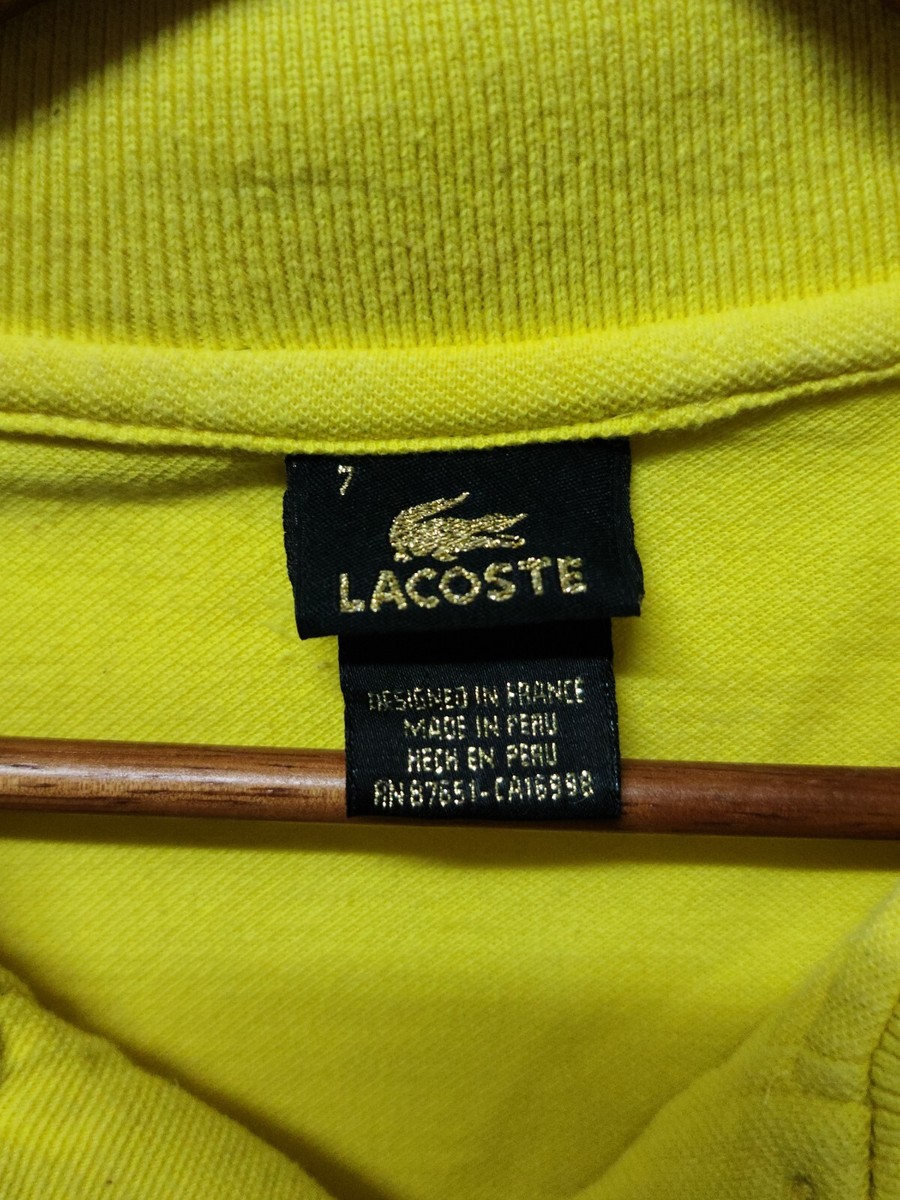 7
LACOSTE
DESIGNED IN FRANCE
MADE IN PERU
HECH EN PERU
RN 87651-CA16998